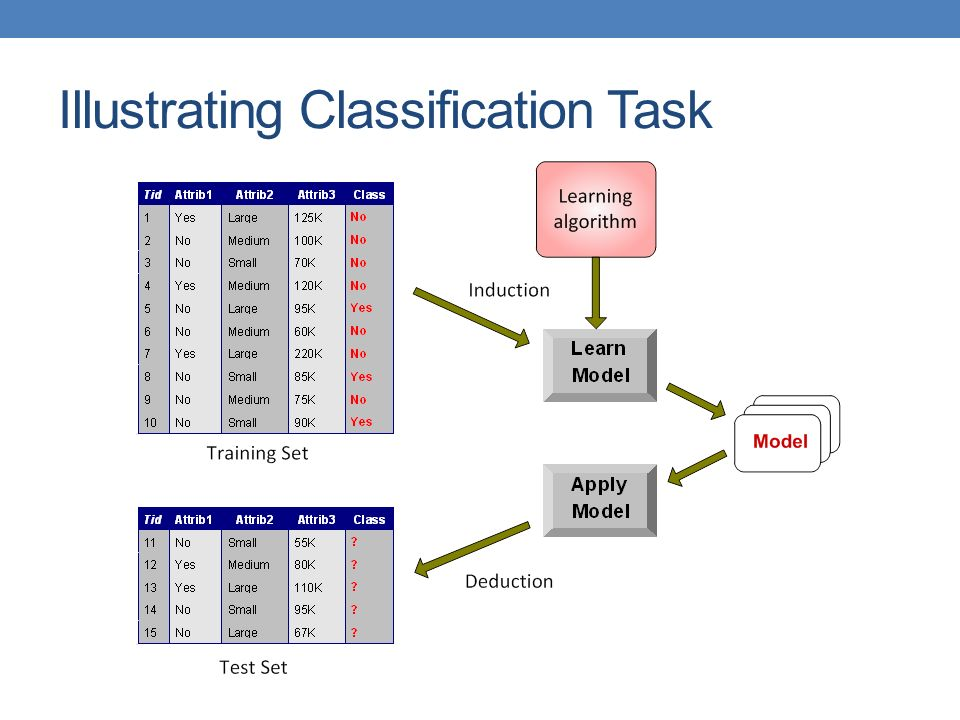 Illustrating Classification Task
Tid Attrib1 Attrib2 Attrib3 Class
1 Yes Large 125K No
2 No Medium 100K No
3 No Small 70K No
4 Yes Medium 120K No
5 No Large 95K Yes
6 No Medium 60K No
7 Yes Large 220K No
8 No Small 85K Yes
9 No Medium 75K No
10 No Small 90K Yes
Training Set
Learning
algorithm
Induction
Learn
Model
Model
Apply
Model
Deduction
Tid Attrib1 Attrib2 Attrib3 Class
11 No Small 55K ?
12 Yes Medium 80K ?
13 Yes Large 110K ?
14 No Small 95K ?
15 No Large 67K ?
Test Set